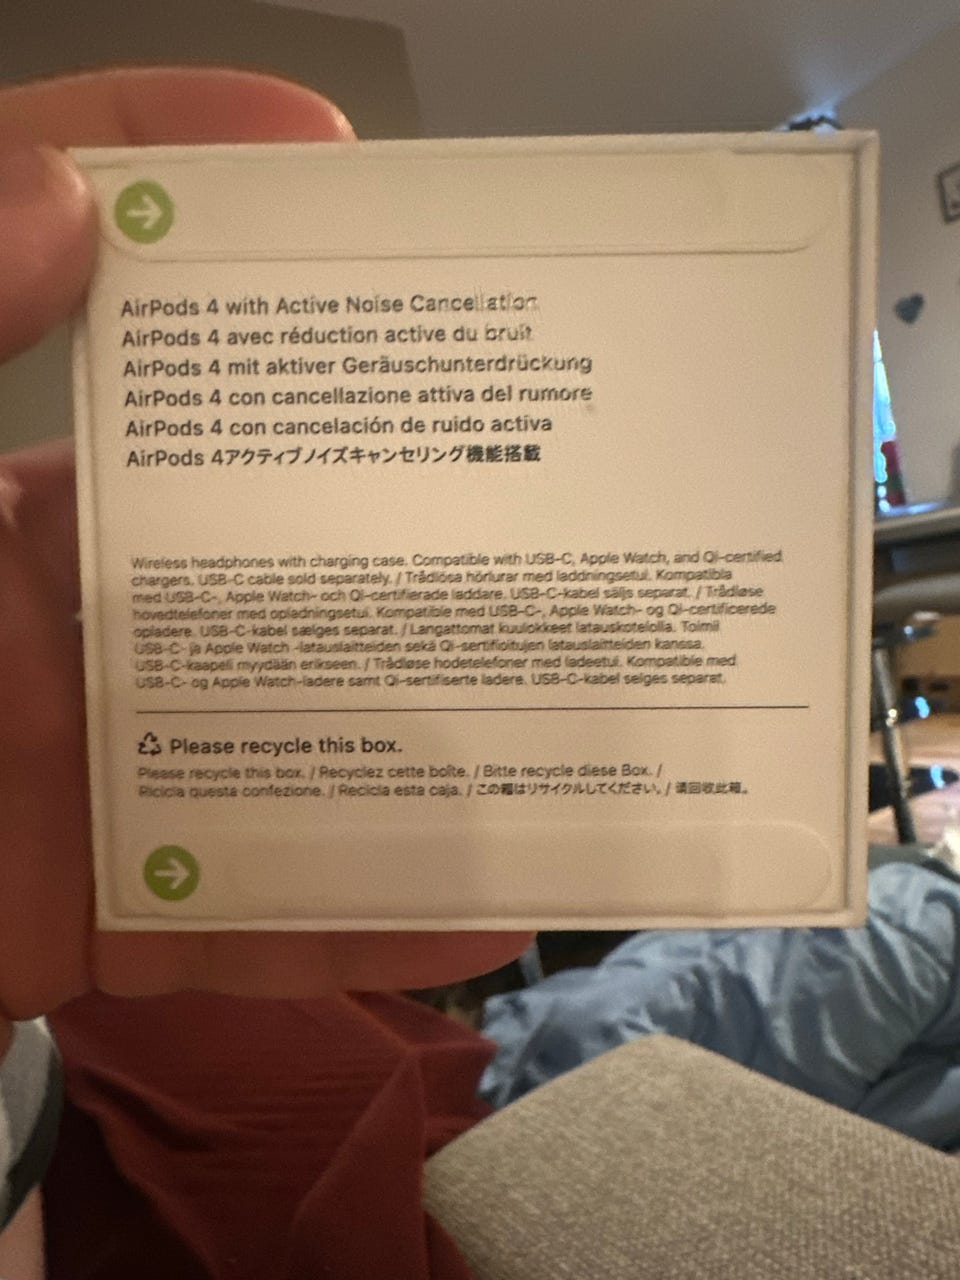 AirPods 4 with Active Noise Cancellation
AirPods 4 avec réduction active du bruit
AirPods 4 mit aktiver Geräuschunterdrückung
AirPods 4 con cancellazione attiva del rumore
AirPods 4 con cancelación de ruido activa
AirPods 4アクティブノイズキャンセリング機能搭載
Wireless headphones with charging case. Compatible with USB-C, Apple Watch, and Qi-certified
chargers. USB-C cable sold separately. / Trådlösa hörlurar med laddningsetui. Kompatibla
med USB-C-, Apple Watch- och Qi-certifierade laddare. USB-C-kabel säljs separat. / Trådløse
hovedtelefoner med opladningsetui. Kompatible med USB-C-, Apple Watch- og Qi-certificerede
opladere. USB-C-kabel sælges separat. / Langattomat kuulokkeet latauskotelolla. Toimii
USB-C- ja Apple Watch -latauslaitteiden sekä Qi-sertifioitujen latauslaitteiden kanssa.
USB-C-kaapeli myydään erikseen. / Trådløse hodetelefoner med ladeetui. Kompatible med
USB-C- og Apple Watch-ladere samt Qi-sertifiserte ladere. USB-C-kabel selges separat.
Please recycle this box.
Please recycle this box. / Recyclez cette boîte. / Bitte recycle diese Box. /
Ricicla questa confezione. / Recicla esta caja. / この箱はリサイクルしてください。/ 请回收此箱。